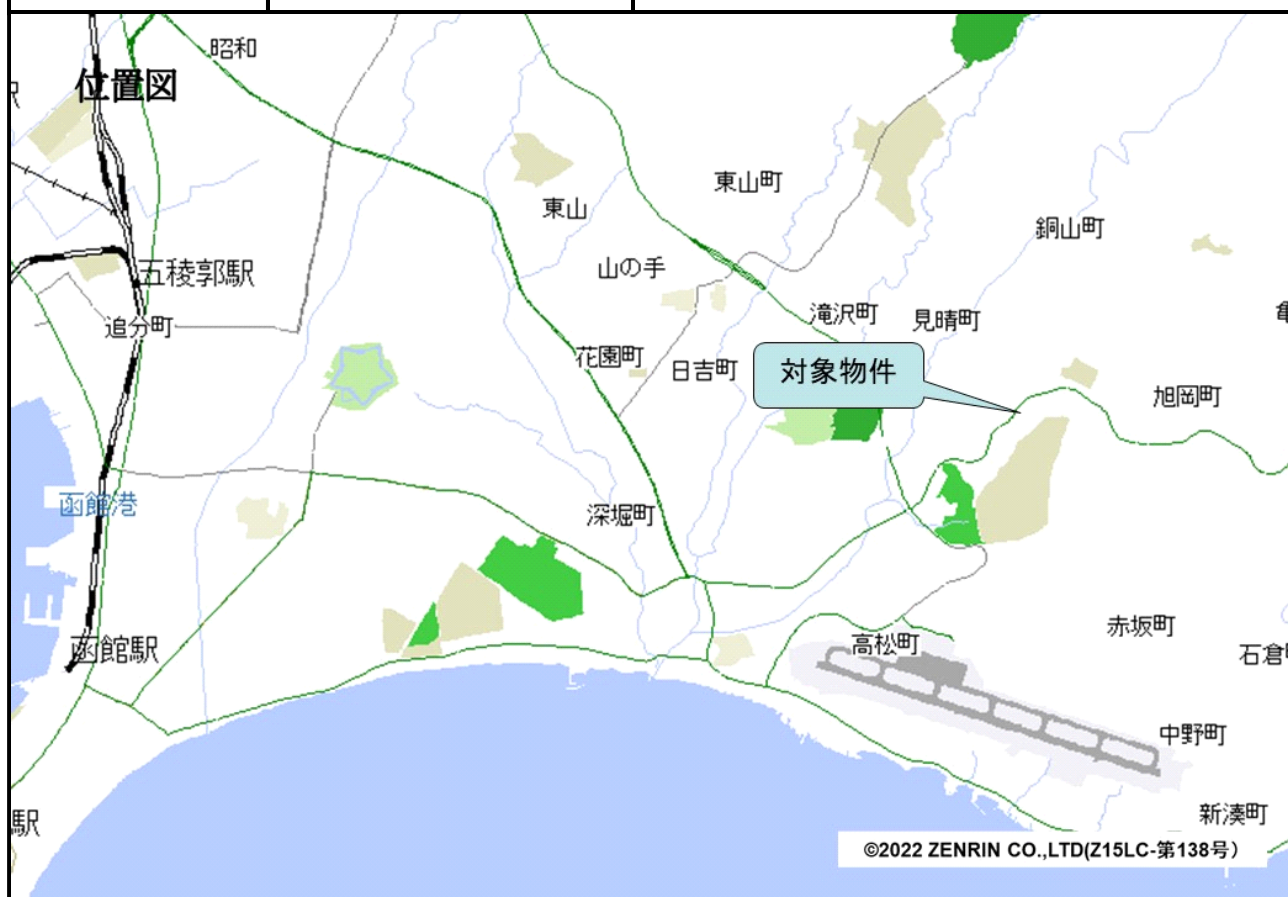 昭和
位置図
東山町
東山
銅山町
山の手
五稜郭駅
滝沢町
見晴町
追分町
花園町
日吉町
対象物件
旭岡町
函館港
深堀町
赤坂町
高松町
函館駅
石倉
中野町
新湊町
駅
©2022 ZENRIN CO.,LTD(Z15LC-第138号）